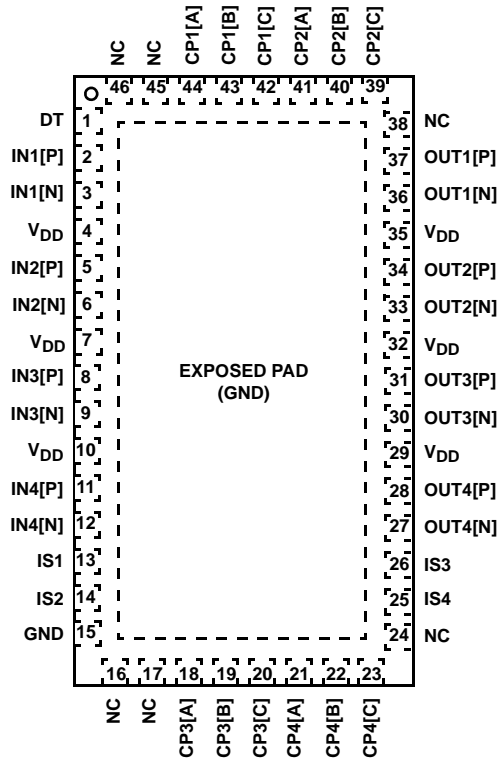 NC NC CP1[A] CP1[B] CP1[C] CP2[A] CP2[B] CP2[C]
46 45 44 43 42 41 40 39
DT 1 38 NC
IN1[P] 2 37 OUT1[P]
IN1[N] 3 36 OUT1[N]
VDD 4 35 VDD
IN2[P] 5 34 OUT2[P]
IN2[N] 6 33 OUT2[N]
VDD 7 32 VDD
EXPOSED PAD
(GND)
IN3[P] 8 31 OUT3[P]
IN3[N] 9 30 OUT3[N]
VDD 10 29 VDD
IN4[P] 11 28 OUT4[P]
IN4[N] 12 27 OUT4[N]
IS1 13 26 IS3
IS2 14 25 IS4
GND 15 24 NC
16 17 18 19 20 21 22 23
NC NC CP3[A] CP3[B] CP3[C] CP4[A] CP4[B] CP4[C]